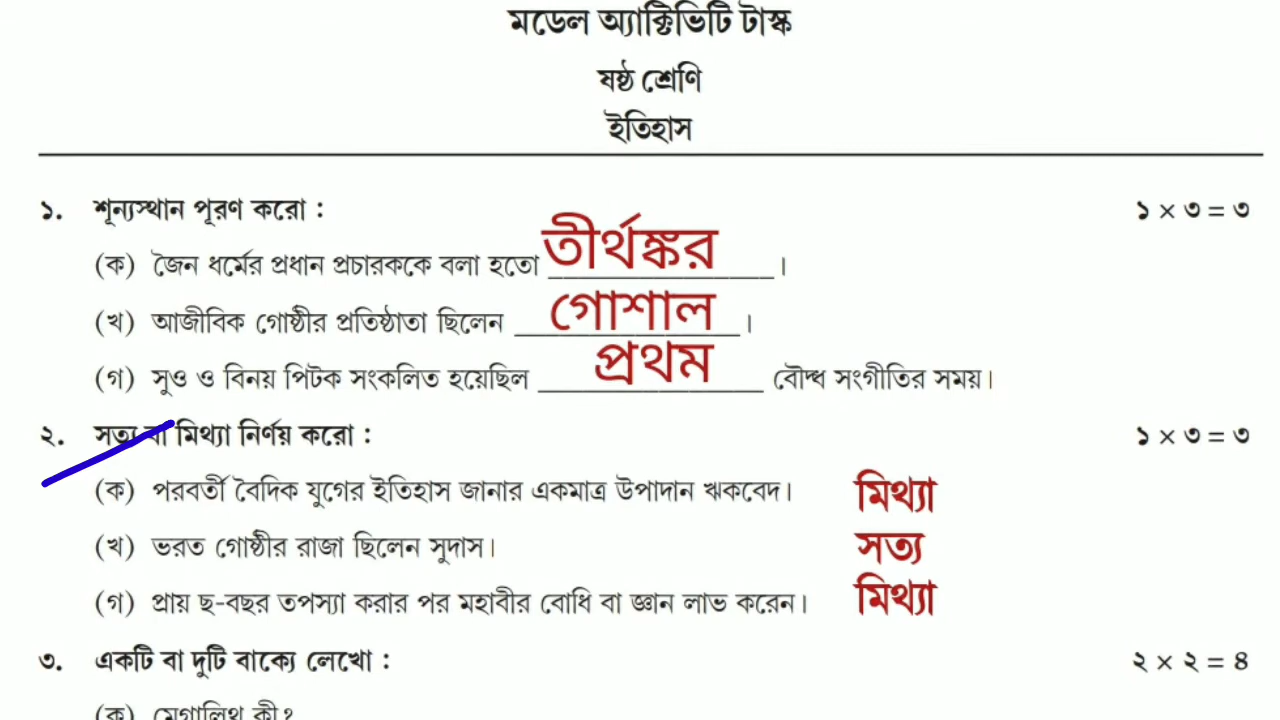 মডেল অ্যাক্টিভিটি টাস্ক
ষষ্ঠ শ্রেণি
ইতিহাস
১. শূন্যস্থান পূরণ করো : ১ × ৩ = ৩
(ক) জৈন ধর্মের প্রধান প্রচারককে বলা হতো তীর্থঙ্কর ।
(খ) আজীবিক গোষ্ঠীর প্রতিষ্ঠাতা ছিলেন গোশাল ।
(গ) সুও ও বিনয় পিটক সংকলিত হয়েছিল প্রথম বৌদ্ধ সংগীতির সময়।
২. সত্য বা মিথ্যা নির্ণয় করো : ১ × ৩ = ৩
(ক) পরবর্তী বৈদিক যুগের ইতিহাস জানার একমাত্র উপাদান ঋকবেদ। মিথ্যা
(খ) ভরত গোষ্ঠীর রাজা ছিলেন সুদাস। সত্য
(গ) প্রায় ছ-বছর তপস্যা করার পর মহাবীর বোধি বা জ্ঞান লাভ করেন। মিথ্যা
৩. একটি বা দুটি বাক্যে লেখো : ২ × ২ = ৪
(ক) মেগালিথ কী?